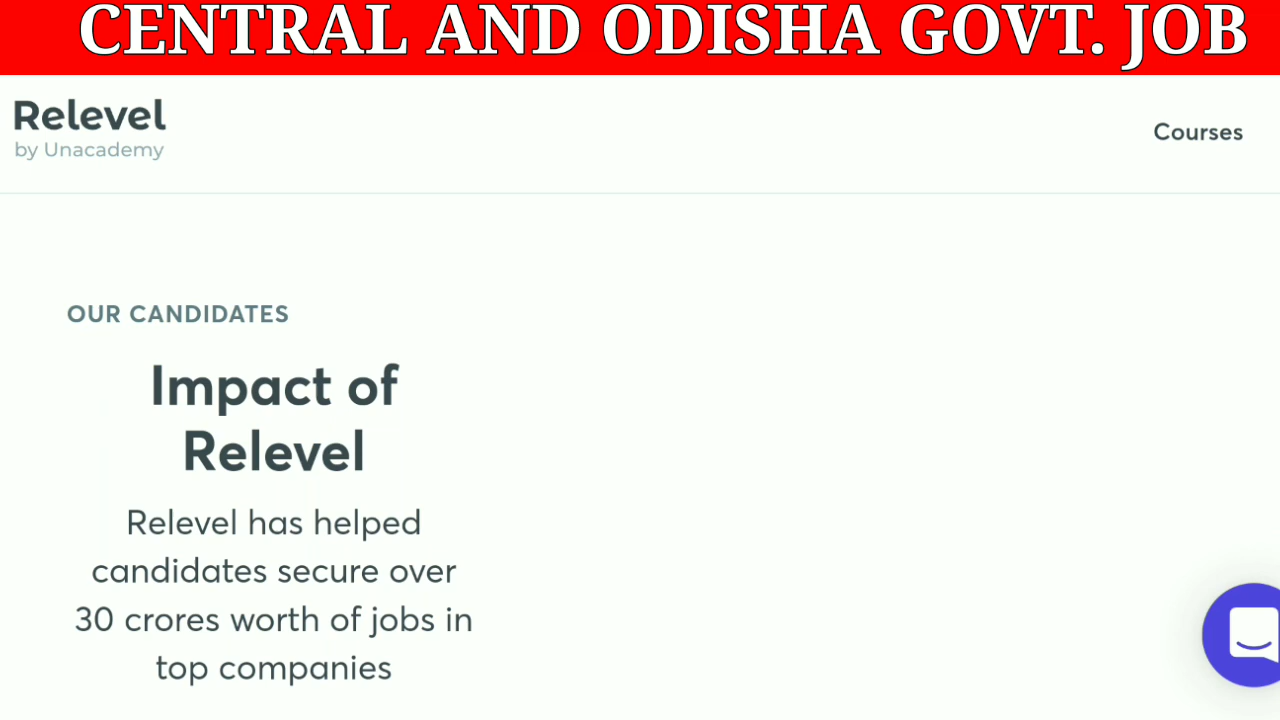 CENTRAL AND ODISHA GOVT. JOB
Relevel
by Unacademy
Courses
OUR CANDIDATES
Impact of
Relevel
Relevel has helped
candidates secure over
30 crores worth of jobs in
top companies